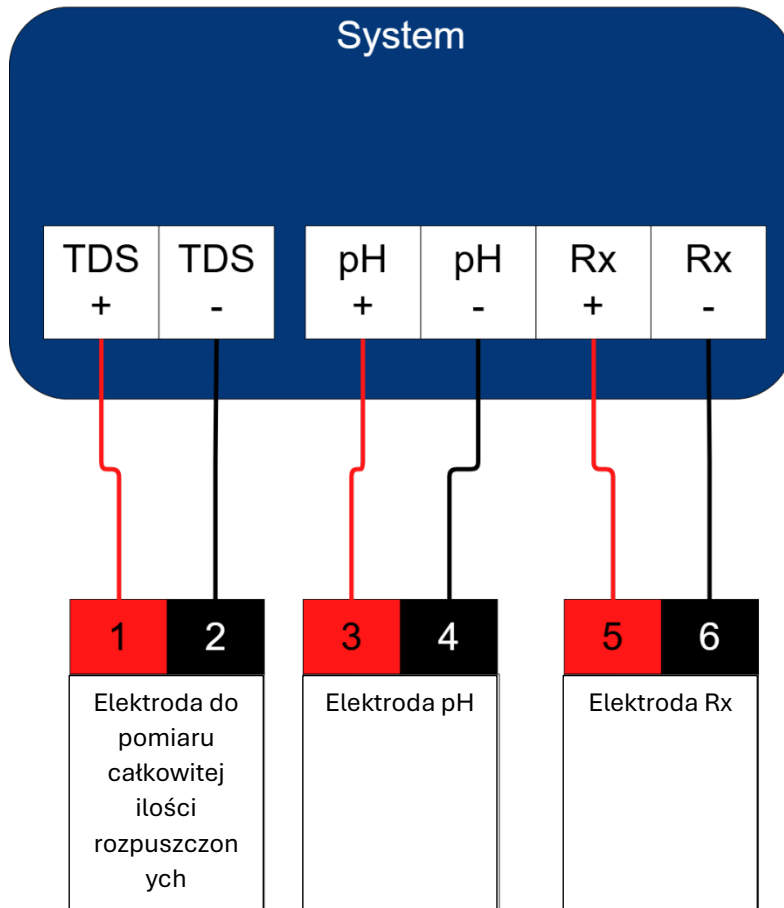 System
TDS TDS pH pH Rx Rx
+ - + - + -
1 2 3 4 5 6
Elektroda do
pomiaru
całkowitej
ilości
rozpuszczon
ych
Elektroda pH
Elektroda Rx